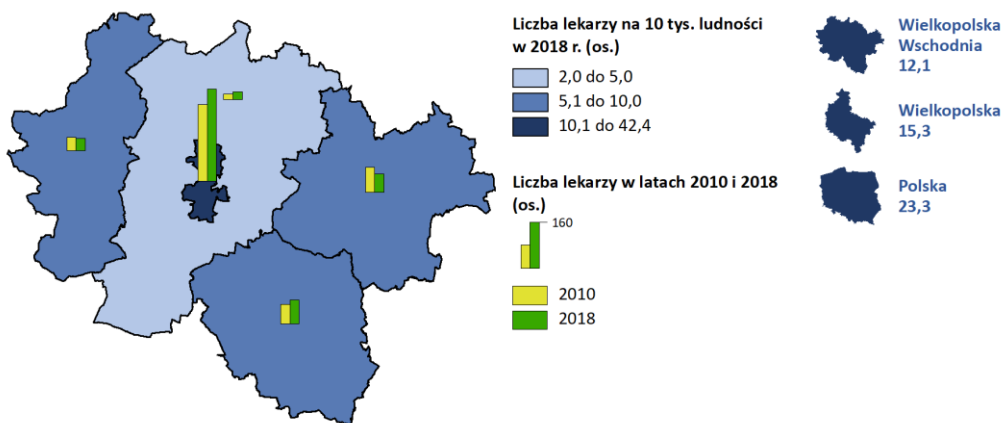 Liczba lekarzy na 10 tys. ludności
w 2018 r. (os.)
2,0 do 5,0
5,1 do 10,0
10,1 do 42,4
Liczba lekarzy w latach 2010 i 2018
(os.)
160
2010
2018
Wielkopolska
Wschodnia
12,1
Wielkopolska
15,3
Polska
23,3